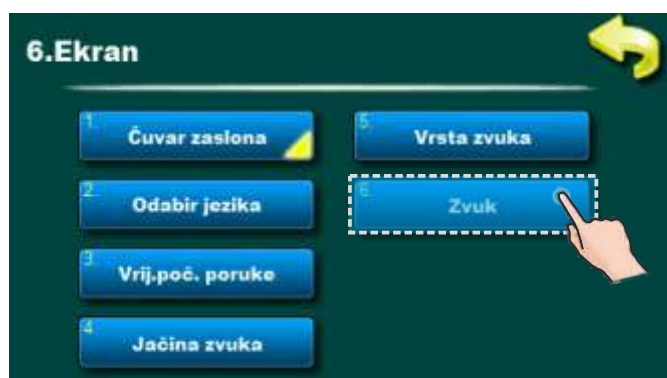 6.Ekran
1. Čuvar zaslona
2. Odabir jezika
3. Vrij.poč. poruke
4. Jačina zvuka
5. Vrsta zvuka
6. Zvuk